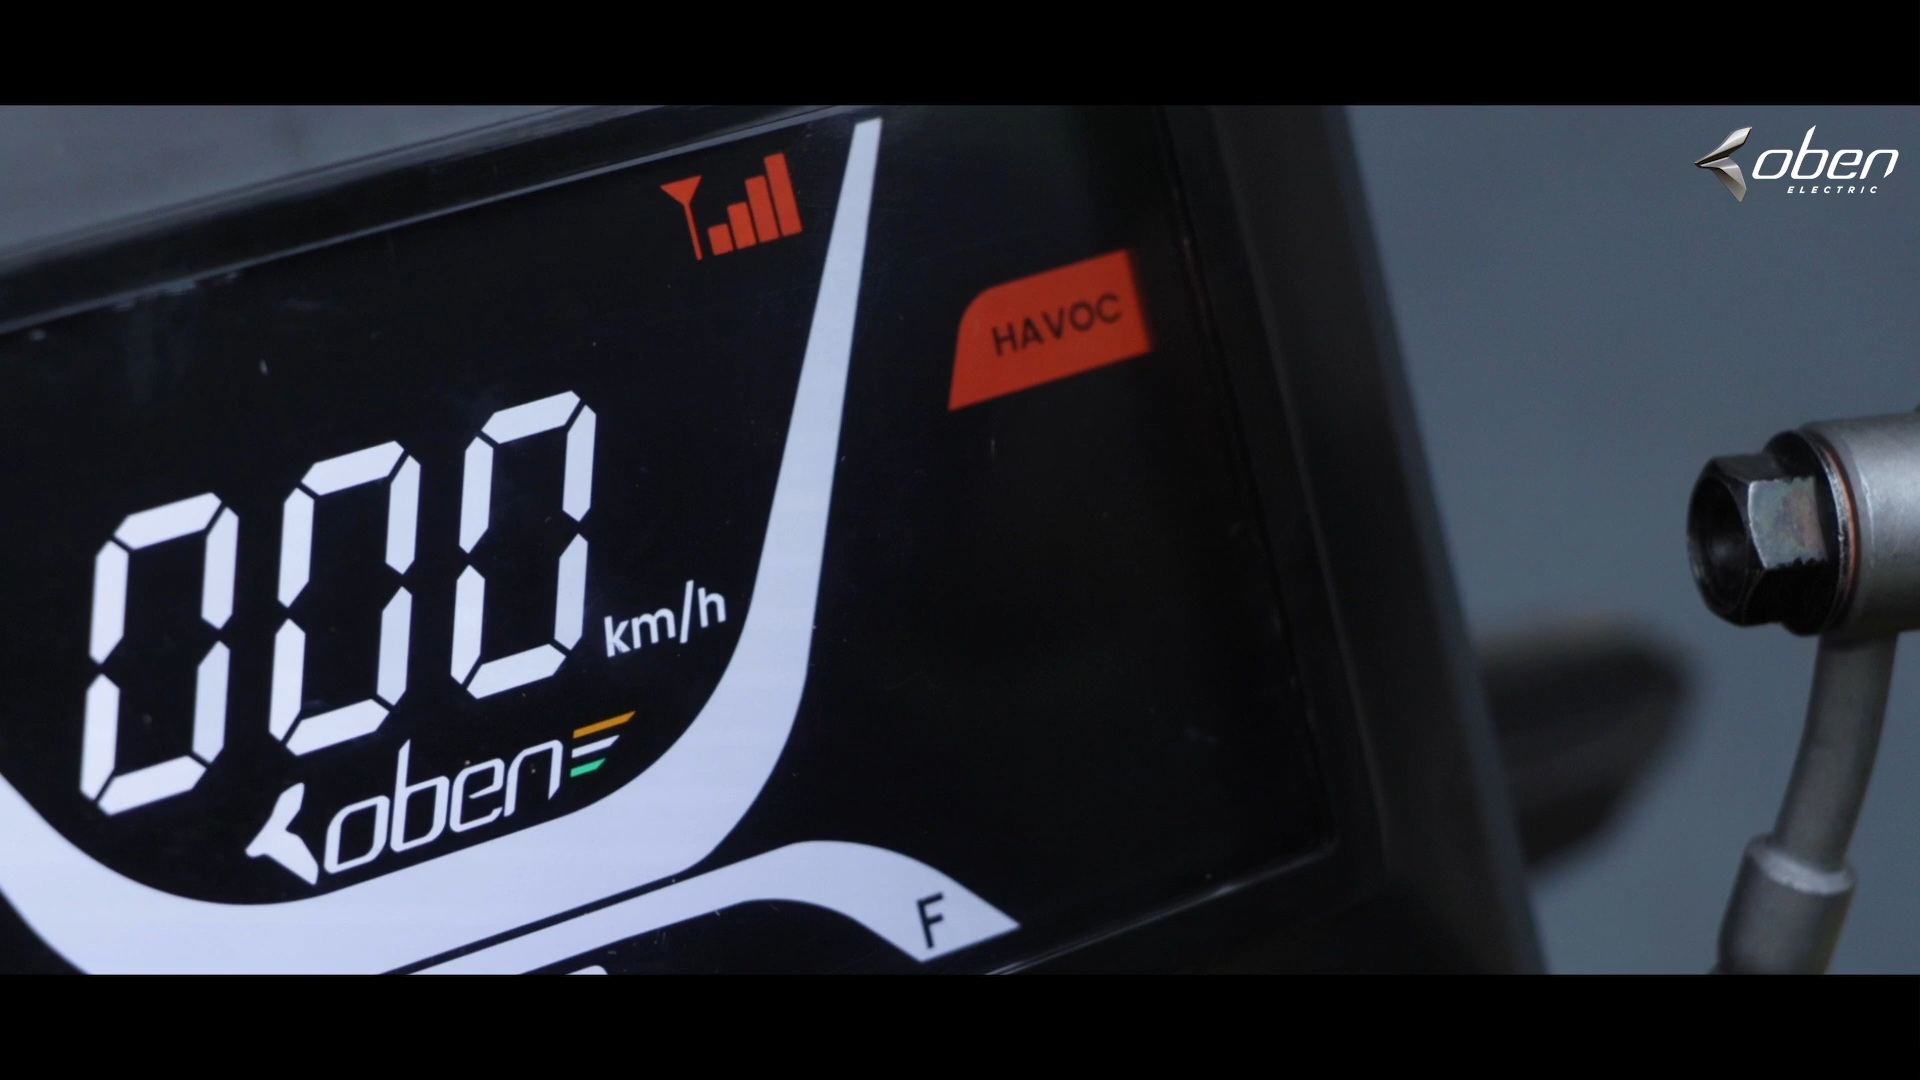 oben
ELECTRIC
HAVOC
000 km/h
oben
F